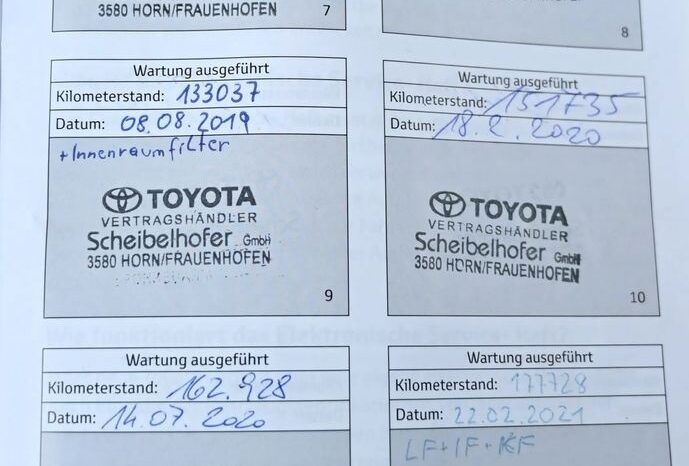 3580 HORN/FRAUENHOFEN
7
8
Wartung ausgeführt
Kilometerstand: 133037
Datum: 08.08.2019
+Innenraumfilter
TOYOTA
VERTRAGSHÄNDLER
Scheibelhofer GmbH
3580 HORN/FRAUENHOFEN
9
Wartung ausgeführt
Kilometerstand: 151735
Datum: 18.2.2020
TOYOTA
VERTRAGSHÄNDLER
Scheibelhofer GmbH
3580 HORN/FRAUENHOFEN
10
Wartung ausgeführt
Kilometerstand: 162.928
Datum: 14.07.2020
Wartung ausgeführt
Kilometerstand: 177728
Datum: 22.02.2021
LF+IF+KF